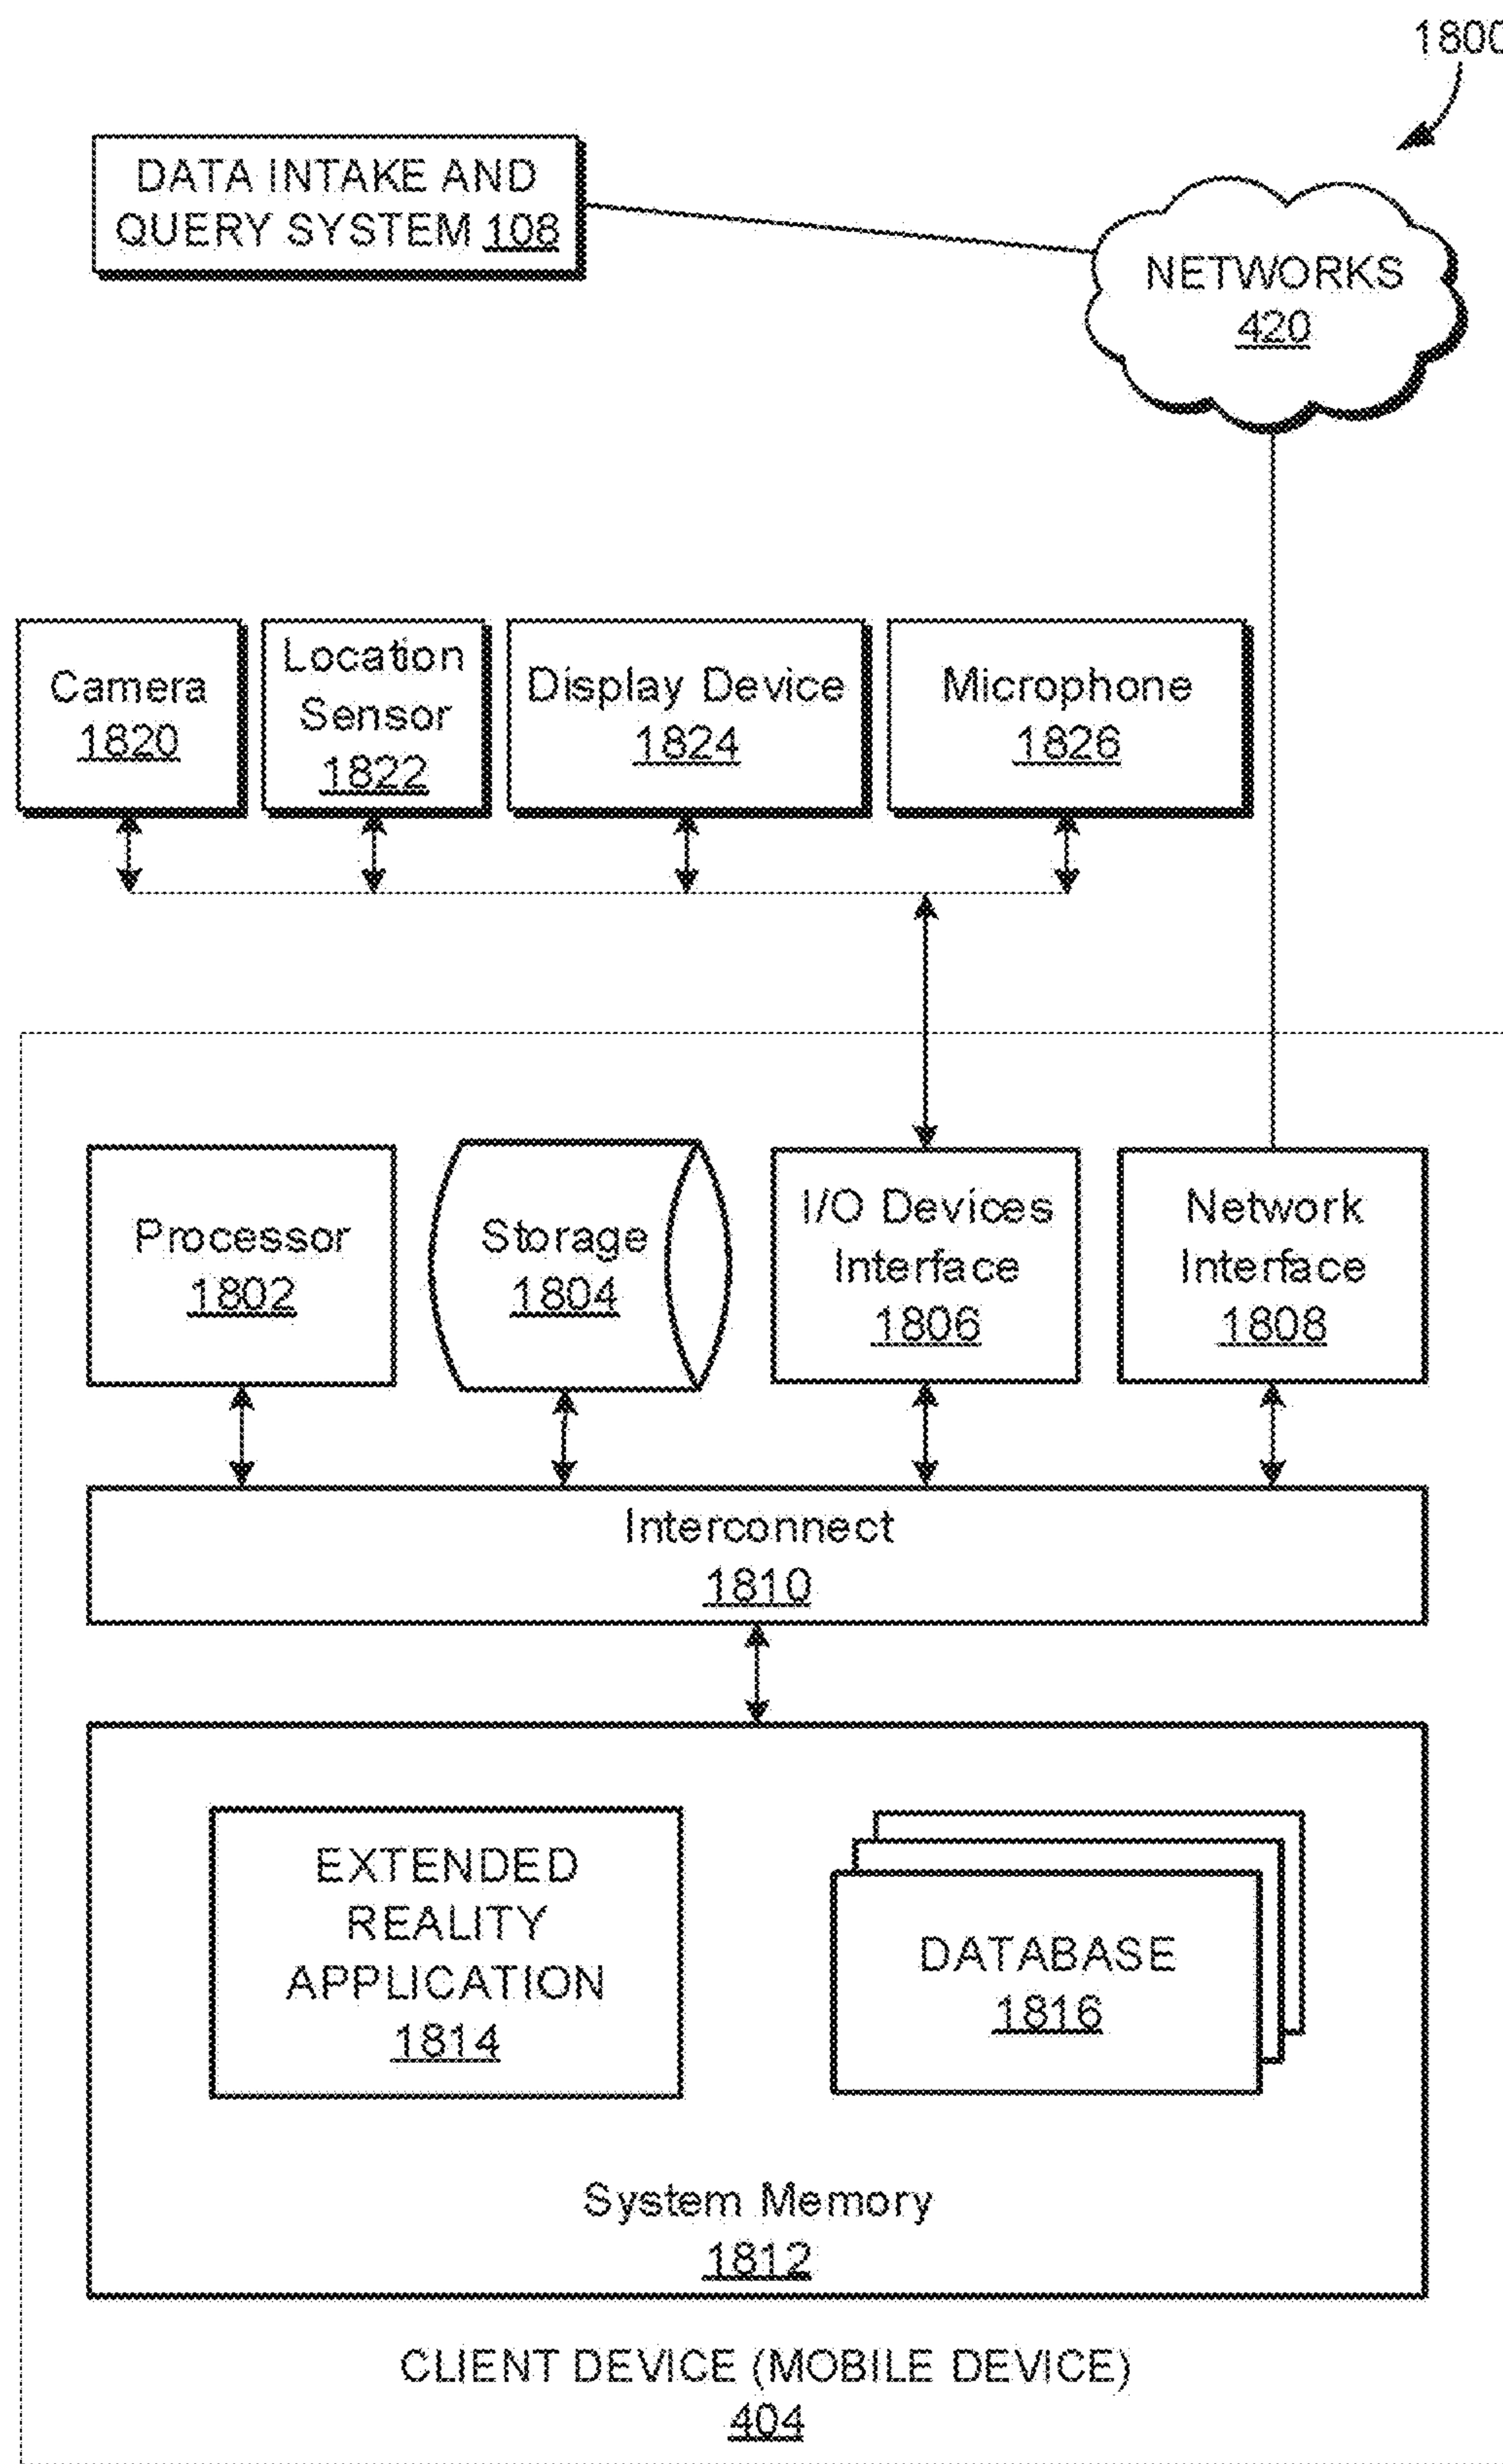 1800
DATA INTAKE AND
QUERY SYSTEM 108
NETWORKS
420
Camera
1820
Location
Sensor
1822
Display Device
1824
Microphone
1826
Processor
1802
Storage
1804
I/O Devices
Interface
1806
Network
Interface
1808
Interconnect
1810
EXTENDED
REALITY
APPLICATION
1814
DATABASE
1816
System Memory
1812
CLIENT DEVICE (MOBILE DEVICE)
404